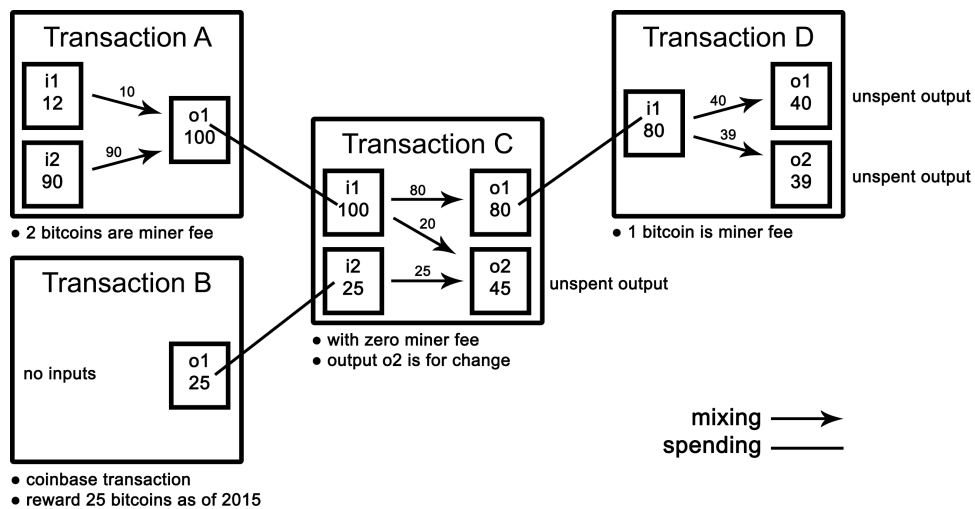 Transaction A
i1
12
10
o1
100
i2
90
90
● 2 bitcoins are miner fee
Transaction B
no inputs
o1
25
● coinbase transaction
● reward 25 bitcoins as of 2015
Transaction C
i1
100
80
o1
80
20
i2
25
25
o2
45
unspent output
● with zero miner fee
● output o2 is for change
Transaction D
i1
80
40
o1
40
unspent output
39
o2
39
unspent output
● 1 bitcoin is miner fee
mixing
spending